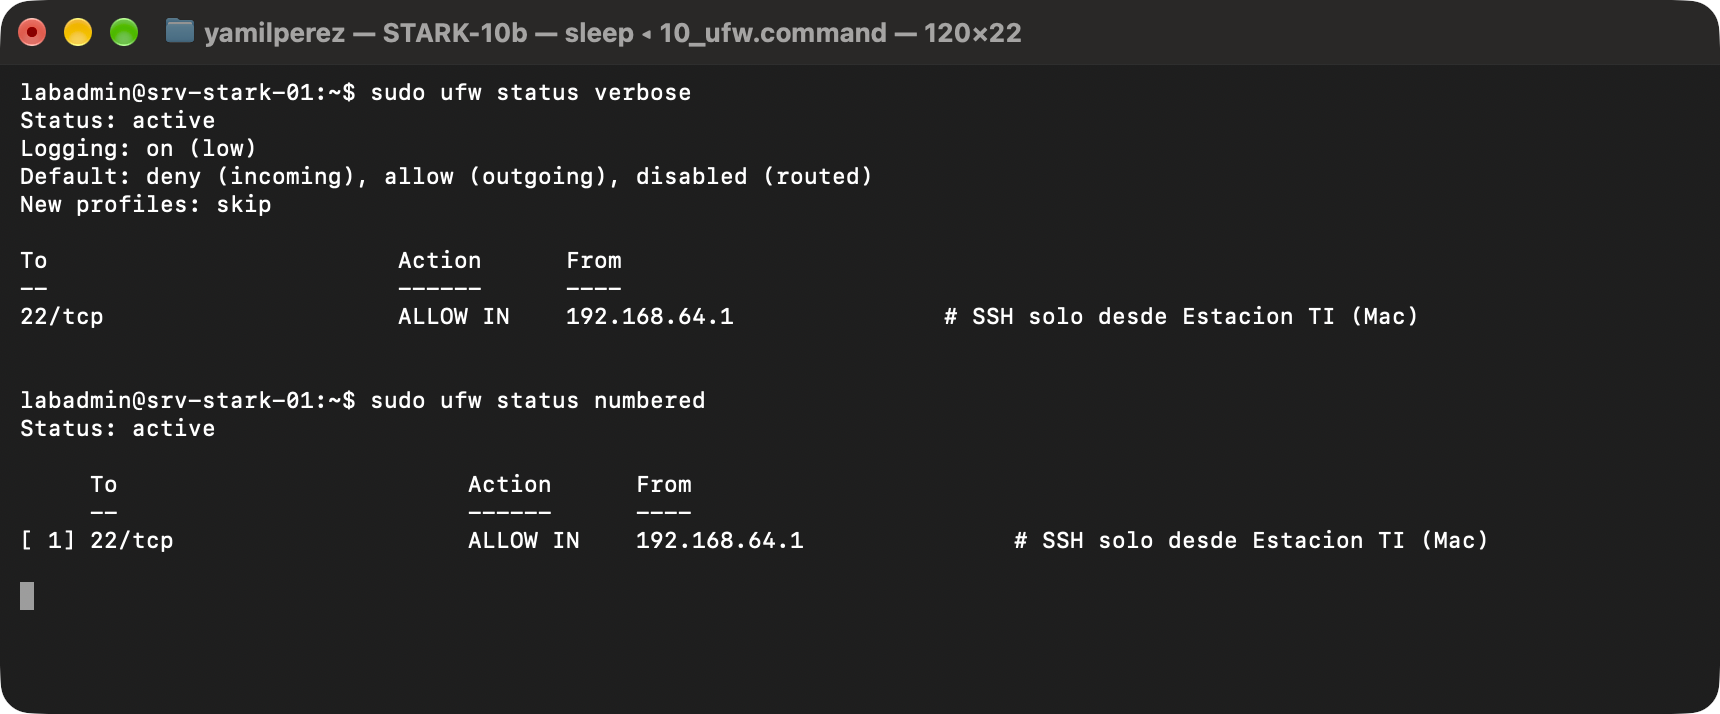 yamilperez — STARK-10b — sleep ◂ 10_ufw.command — 120×22
labadmin@srv-stark-01:~$ sudo ufw status verbose
Status: active
Logging: on (low)
Default: deny (incoming), allow (outgoing), disabled (routed)
New profiles: skip
To                         Action      From
--                         ------      ----
22/tcp                     ALLOW IN    192.168.64.1               # SSH solo desde Estacion TI (Mac)
labadmin@srv-stark-01:~$ sudo ufw status numbered
Status: active
     To                         Action      From
     --                         ------      ----
[ 1] 22/tcp                     ALLOW IN    192.168.64.1               # SSH solo desde Estacion TI (Mac)